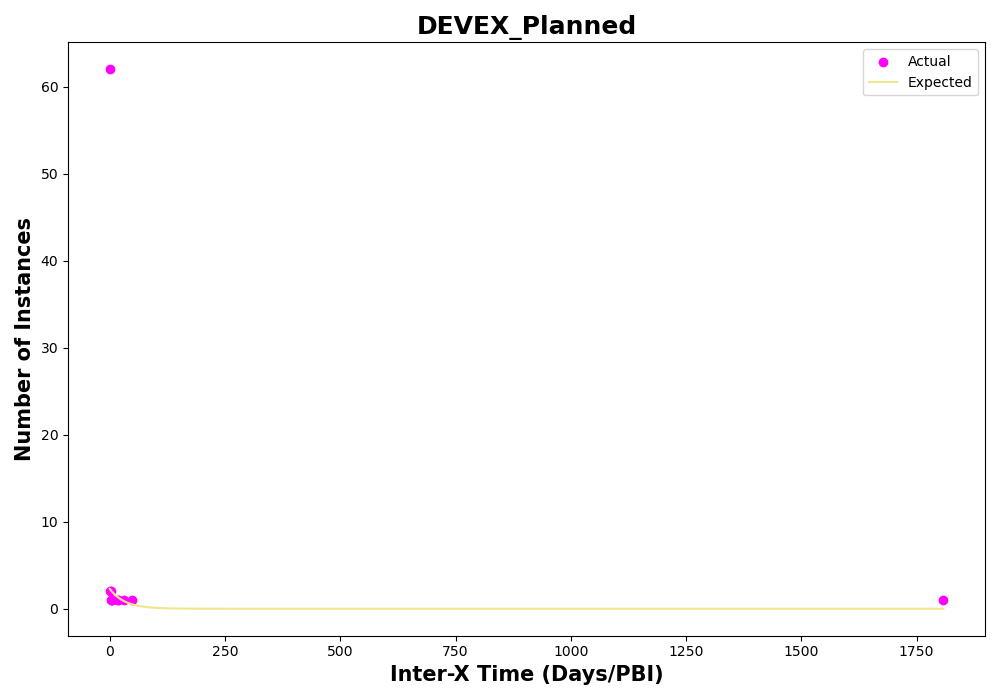 DEVEX_Planned
Actual
Expected
Number of Instances
60
50
40
30
20
10
0
0 250 500 750 1000 1250 1500 1750
Inter-X Time (Days/PBI)